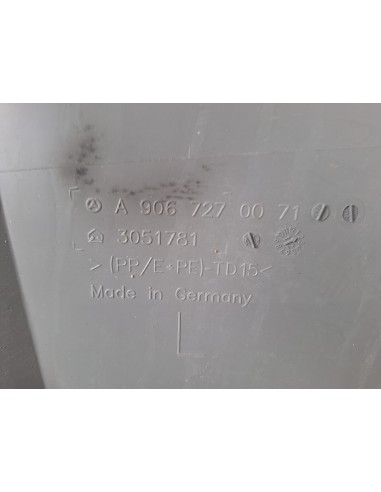 A 906 727 00 71
3051781
> (PP/E+PE)-TD15<
Made in Germany